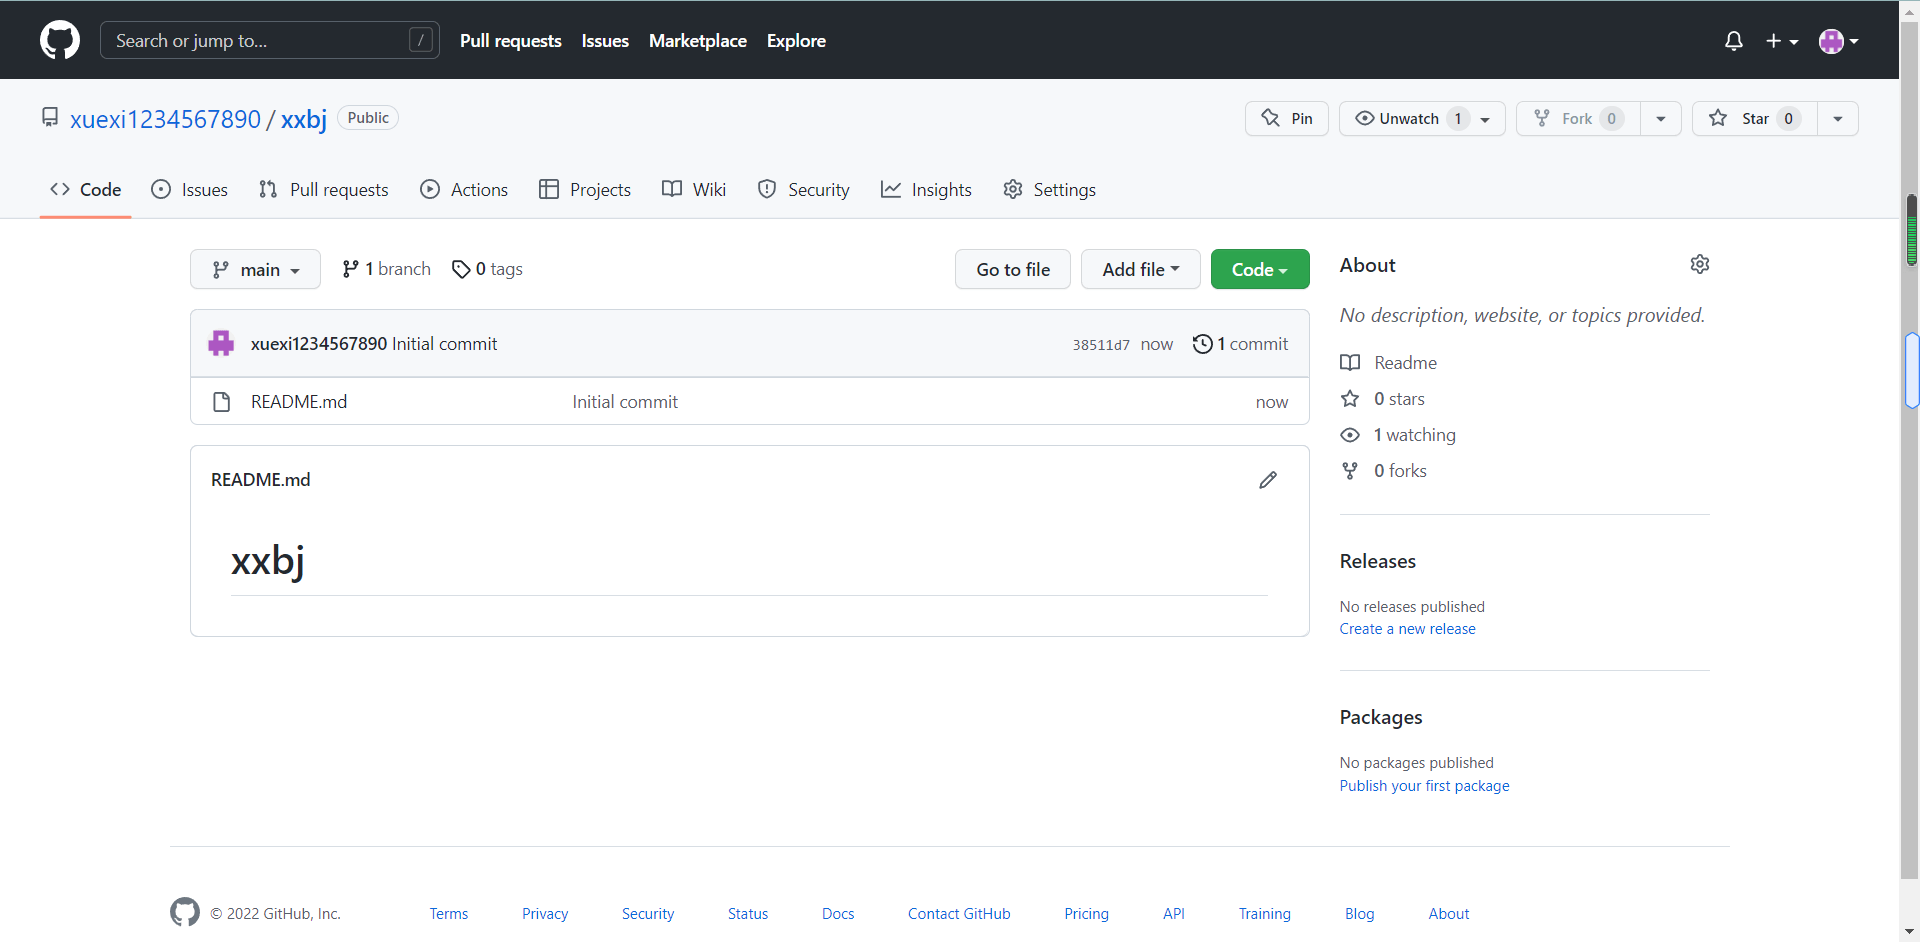 Search or jump to... / Pull requests Issues Marketplace Explore
xuexi1234567890 / xxbj Public Pin Unwatch 1 Fork 0 Star 0
Code Issues Pull requests Actions Projects Wiki Security Insights Settings
main 1 branch 0 tags Go to file Add file Code
xuexi1234567890 Initial commit 38511d7 now 1 commit
README.md Initial commit now
README.md
xxbj
About
No description, website, or topics provided.
Readme
0 stars
1 watching
0 forks
Releases
No releases published
Create a new release
Packages
No packages published
Publish your first package
© 2022 GitHub, Inc. Terms Privacy Security Status Docs Contact GitHub Pricing API Training Blog About